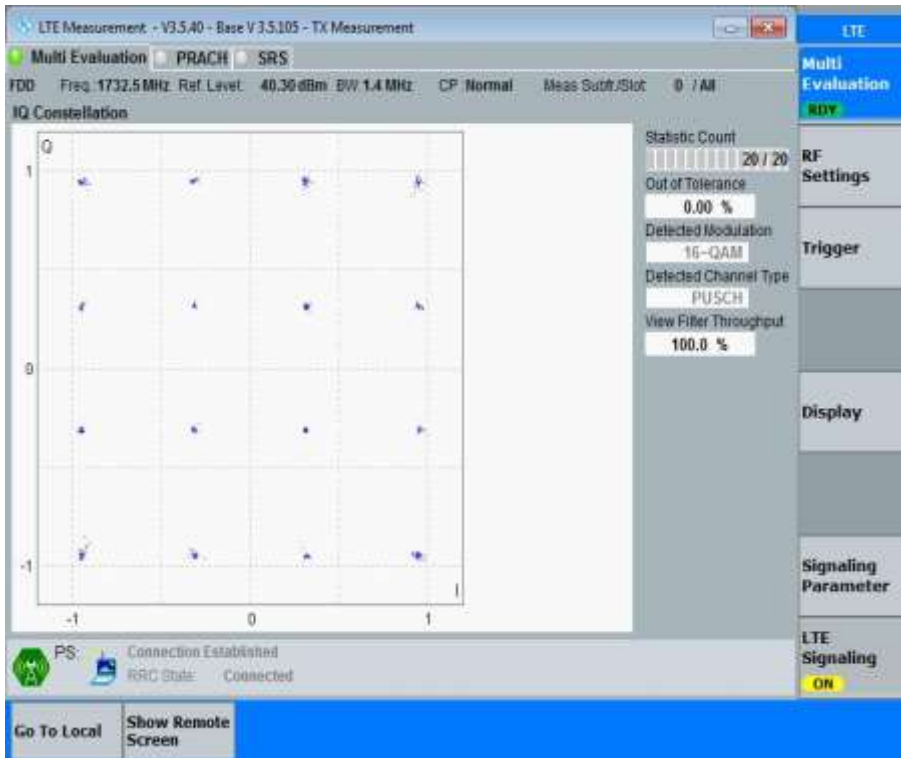 LTE Measurement - V3.5.40 - Base V 3.5.105 - TX Measurement
LTE
Multi Evaluation PRACH SRS
FDD Freq.:1732.5 MHz Ref. Level: 40.30 dBm BW:1.4 MHz CP:Normal Meas Subfr./Slot: 0 / All
IQ Constellation
Q
1
0
-1
-1 0 1
I
Statistic Count
20 / 20
Out of Tolerance
0.00 %
Detected Modulation
16-QAM
Detected Channel Type
PUSCH
View Filter Throughput
100.0 %
PS:
Connection Established
RRC State: Connected
Multi
Evaluation
RDY
RF
Settings
Trigger
Display
Signaling
Parameter
LTE
Signaling
ON
Go To Local
Show Remote
Screen